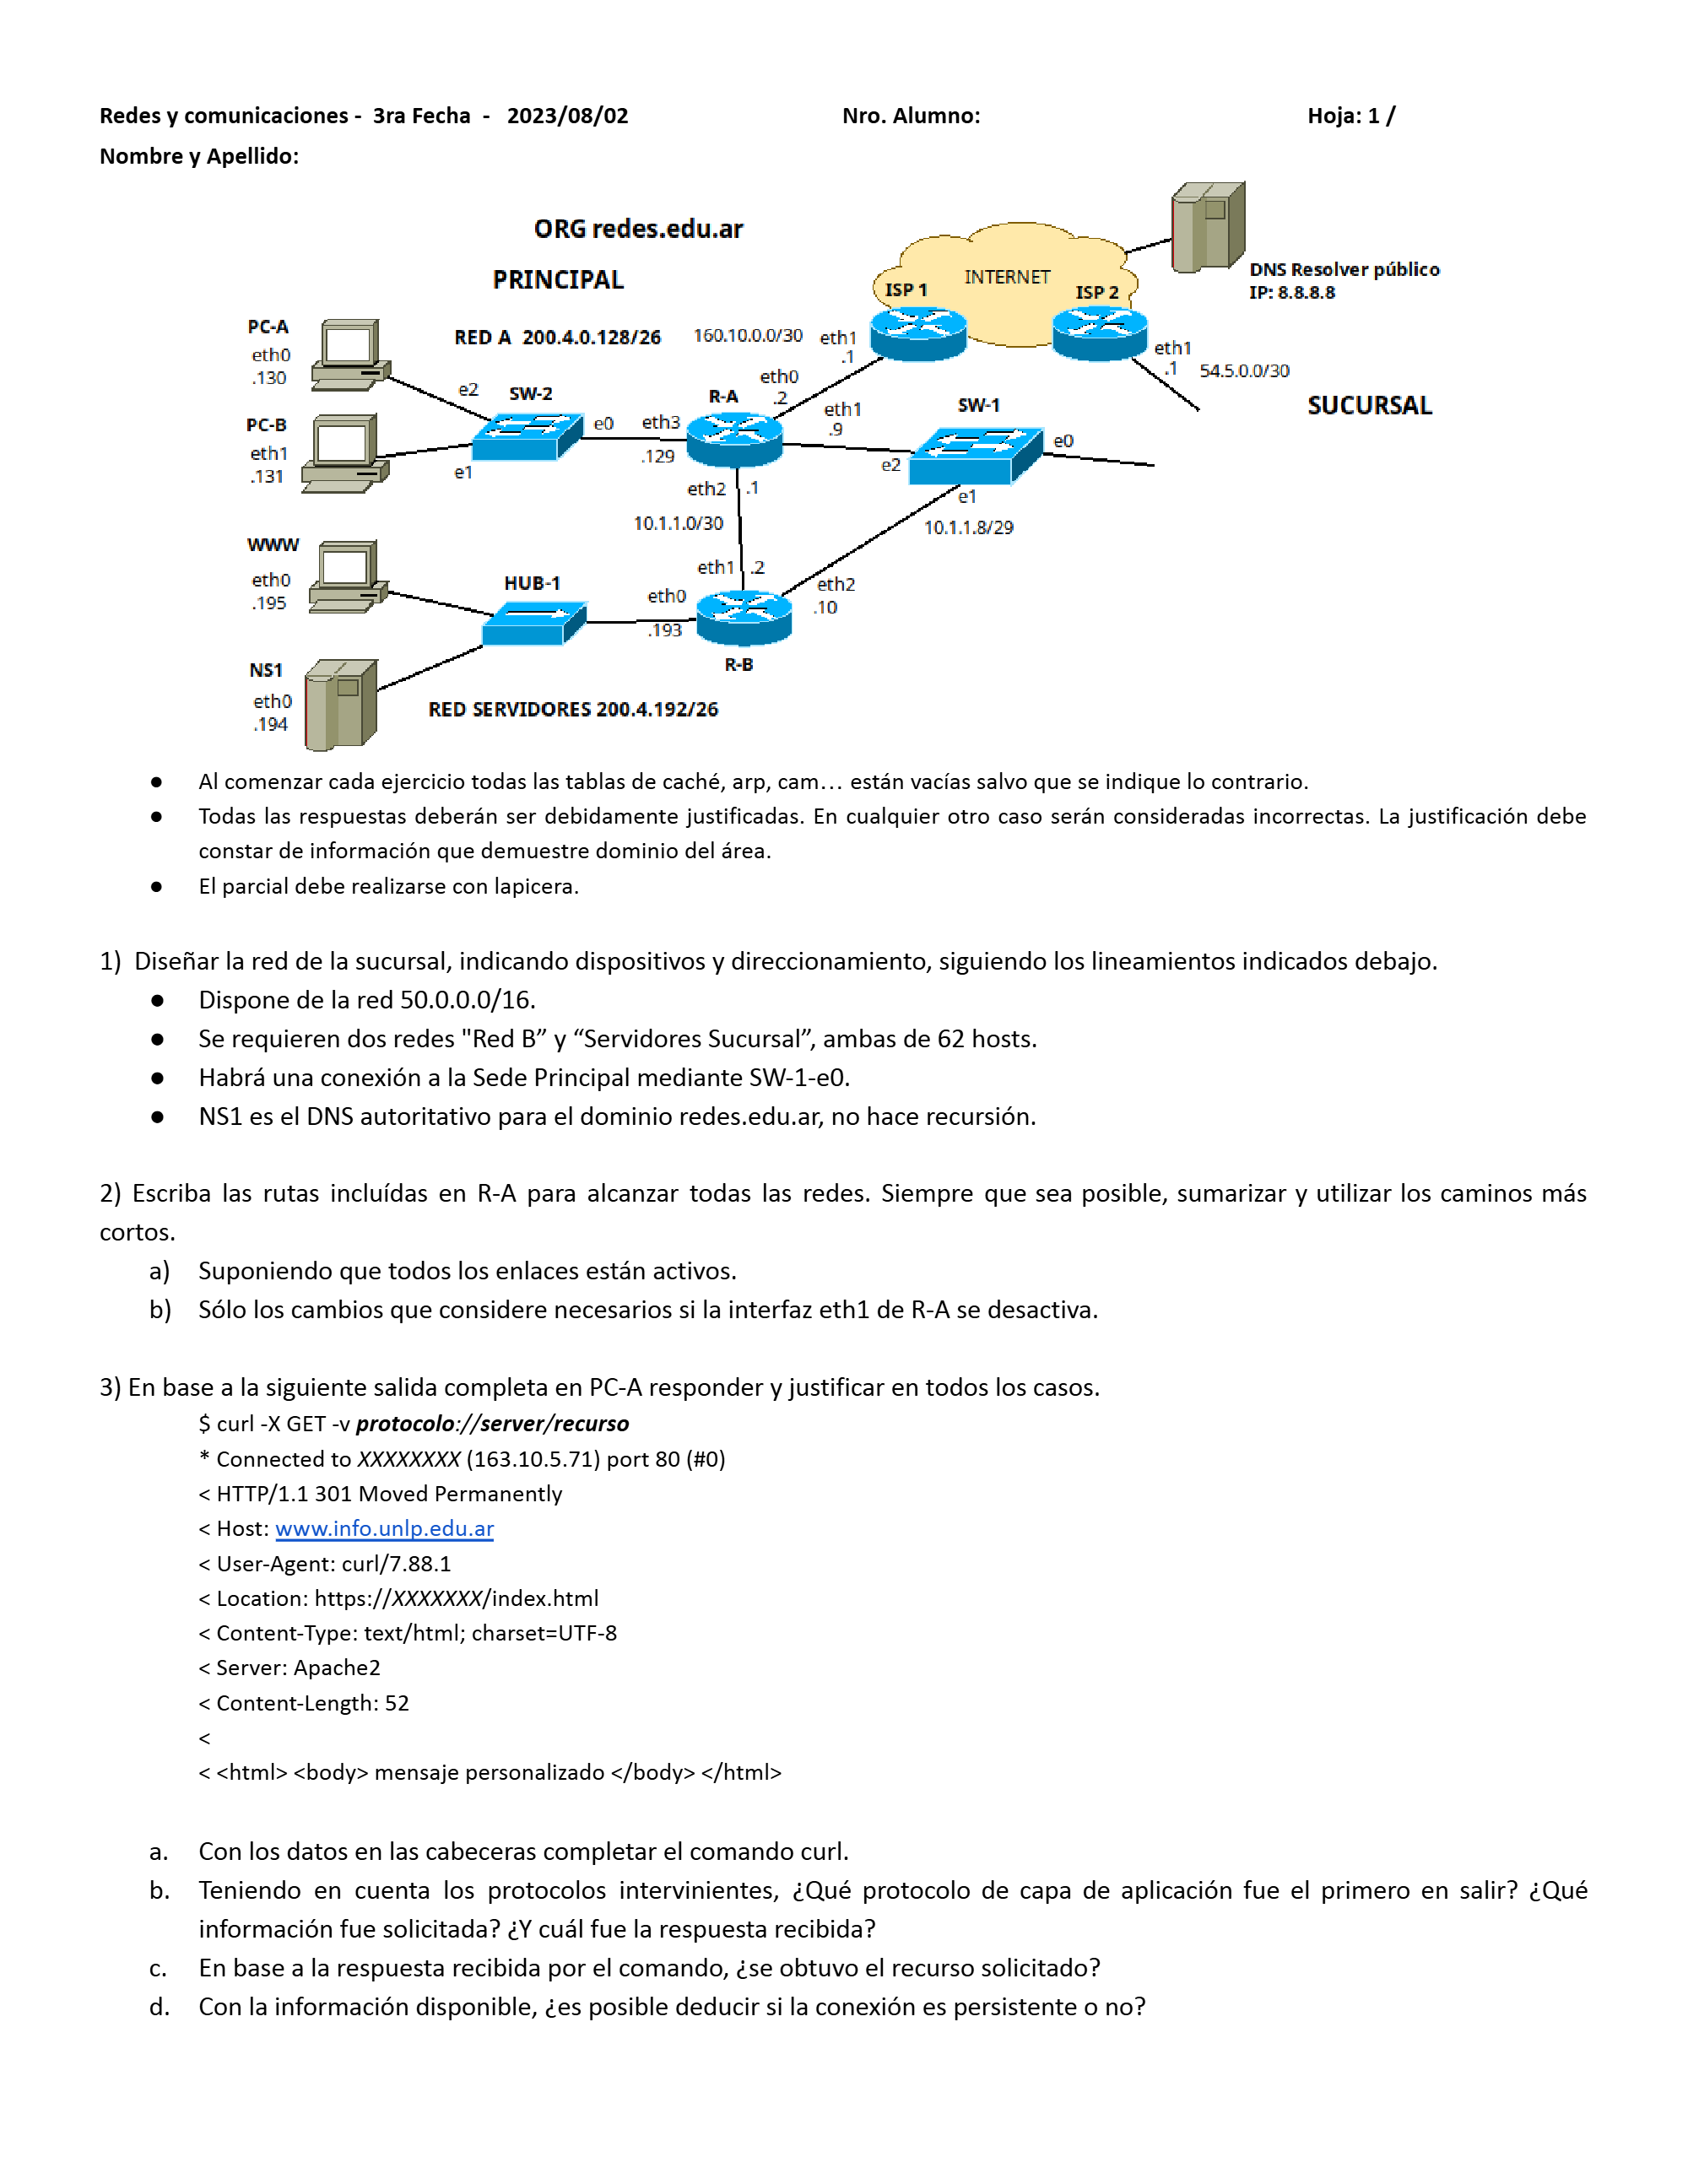 Redes y comunicaciones - 3ra Fecha - 2023/08/02 Nro. Alumno: Hoja: 1 /
Nombre y Apellido:
ORG redes.edu.ar
PRINCIPAL
INTERNET
ISP 1
ISP 2
DNS Resolver público
IP: 8.8.8.8
PC-A
eth0
.130
RED A 200.4.0.128/26
160.10.0.0/30
eth1
.1
eth1
.1
54.5.0.0/30
SUCURSAL
e2
SW-2
R-A
eth0
.2
eth1
.9
SW-1
PC-B
eth1
.131
e0
eth3
.129
e0
e1
e2
eth2
.1
e1
10.1.1.0/30
10.1.1.8/29
WWW
eth0
.195
HUB-1
eth1
.2
eth0
.193
eth2
.10
R-B
NS1
eth0
.194
RED SERVIDORES 200.4.192/26
● Al comenzar cada ejercicio todas las tablas de caché, arp, cam… están vacías salvo que se indique lo contrario.
● Todas las respuestas deberán ser debidamente justificadas. En cualquier otro caso serán consideradas incorrectas. La justificación debe
constar de información que demuestre dominio del área.
● El parcial debe realizarse con lapicera.
1) Diseñar la red de la sucursal, indicando dispositivos y direccionamiento, siguiendo los lineamientos indicados debajo.
● Dispone de la red 50.0.0.0/16.
● Se requieren dos redes "Red B” y “Servidores Sucursal”, ambas de 62 hosts.
● Habrá una conexión a la Sede Principal mediante SW-1-e0.
● NS1 es el DNS autoritativo para el dominio redes.edu.ar, no hace recursión.
2) Escriba las rutas incluídas en R-A para alcanzar todas las redes. Siempre que sea posible, sumarizar y utilizar los caminos más
cortos.
a) Suponiendo que todos los enlaces están activos.
b) Sólo los cambios que considere necesarios si la interfaz eth1 de R-A se desactiva.
3) En base a la siguiente salida completa en PC-A responder y justificar en todos los casos.
$ curl -X GET -v protocolo://server/recurso
* Connected to XXXXXXXX (163.10.5.71) port 80 (#0)
< HTTP/1.1 301 Moved Permanently
< Host: www.info.unlp.edu.ar
< User-Agent: curl/7.88.1
< Location: https://XXXXXXX/index.html
< Content-Type: text/html; charset=UTF-8
< Server: Apache2
< Content-Length: 52
<
< <html> <body> mensaje personalizado </body> </html>
a. Con los datos en las cabeceras completar el comando curl.
b. Teniendo en cuenta los protocolos intervinientes, ¿Qué protocolo de capa de aplicación fue el primero en salir? ¿Qué
información fue solicitada? ¿Y cuál fue la respuesta recibida?
c. En base a la respuesta recibida por el comando, ¿se obtuvo el recurso solicitado?
d. Con la información disponible, ¿es posible deducir si la conexión es persistente o no?